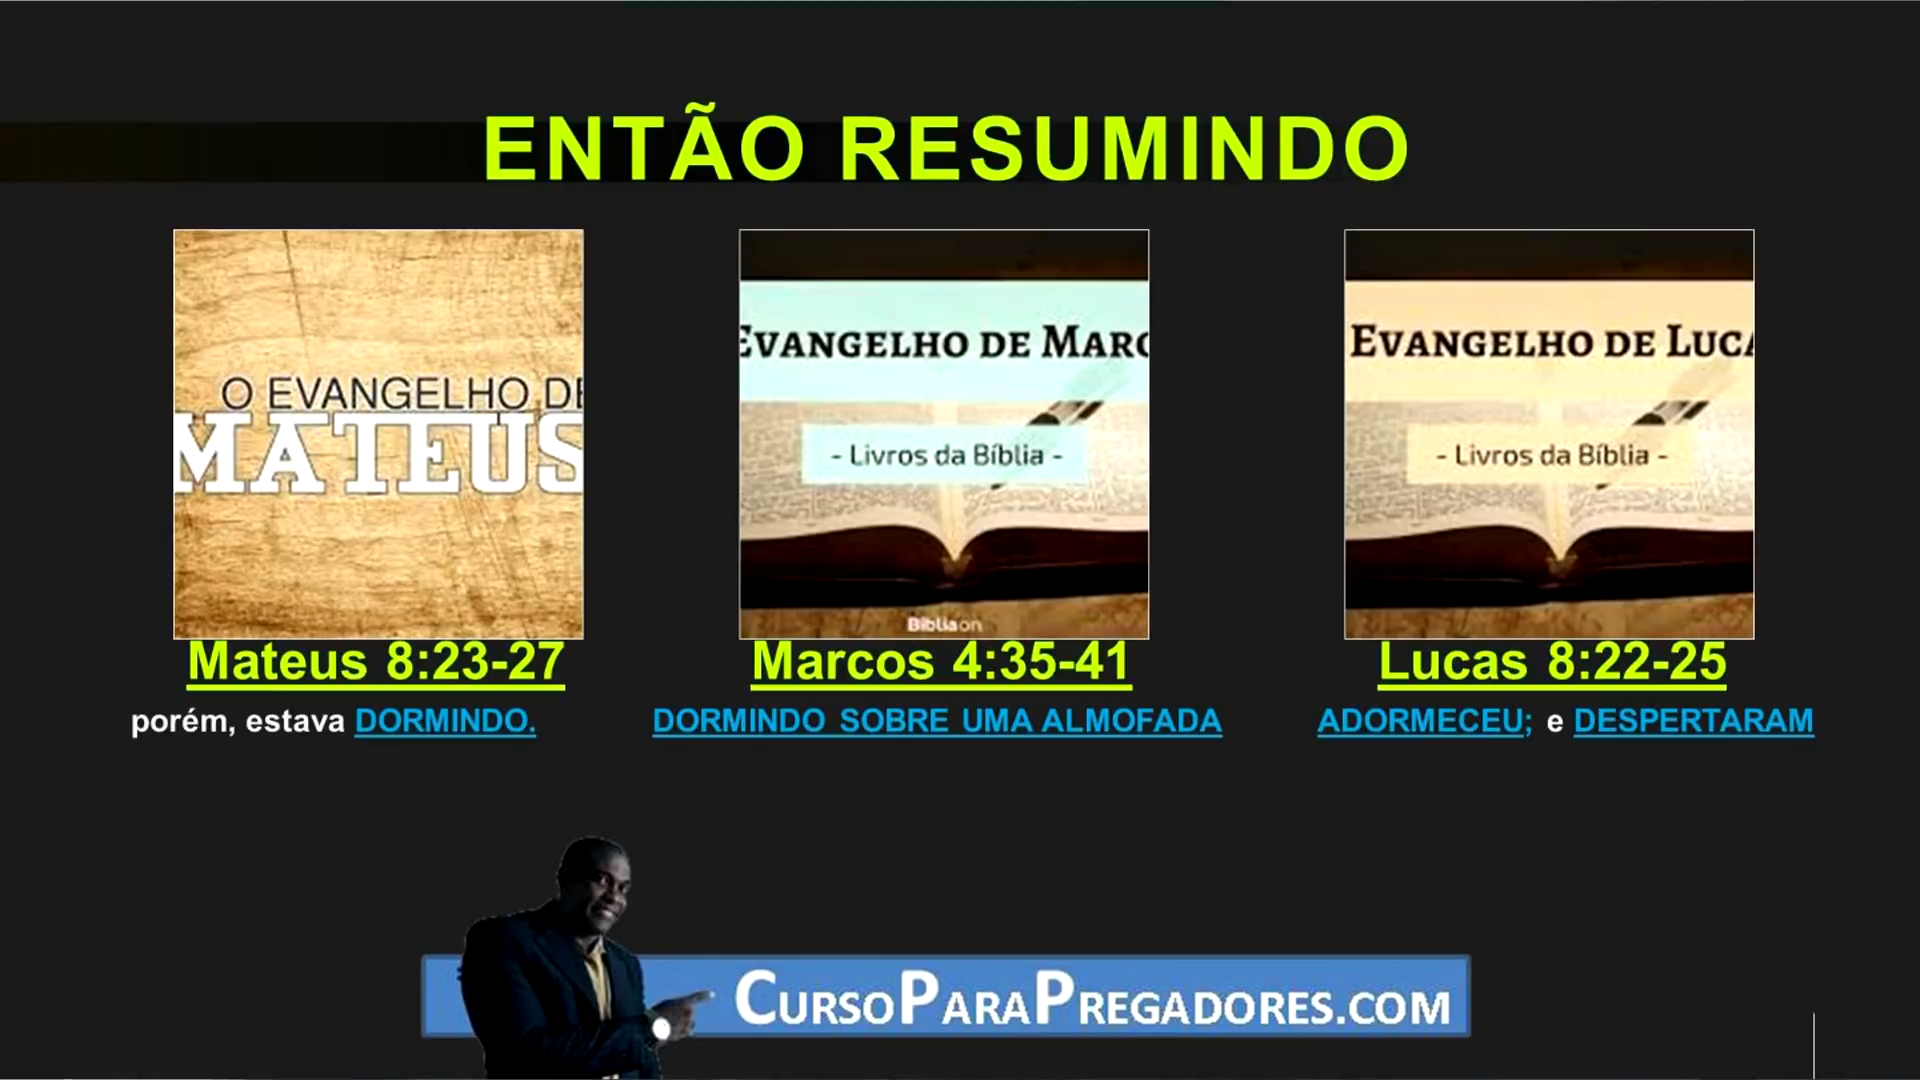 ENTÃO RESUMINDO
O EVANGELHO DE
MATEUS
EVANGELHO DE MARC
- Livros da Bíblia -
Bíbliaon
EVANGELHO DE LUCA
- Livros da Bíblia -
Mateus 8:23-27
Marcos 4:35-41
Lucas 8:22-25
porém, estava DORMINDO.
DORMINDO SOBRE UMA ALMOFADA
ADORMECEU; e DESPERTARAM
CURSOPARAPREGADORES.COM